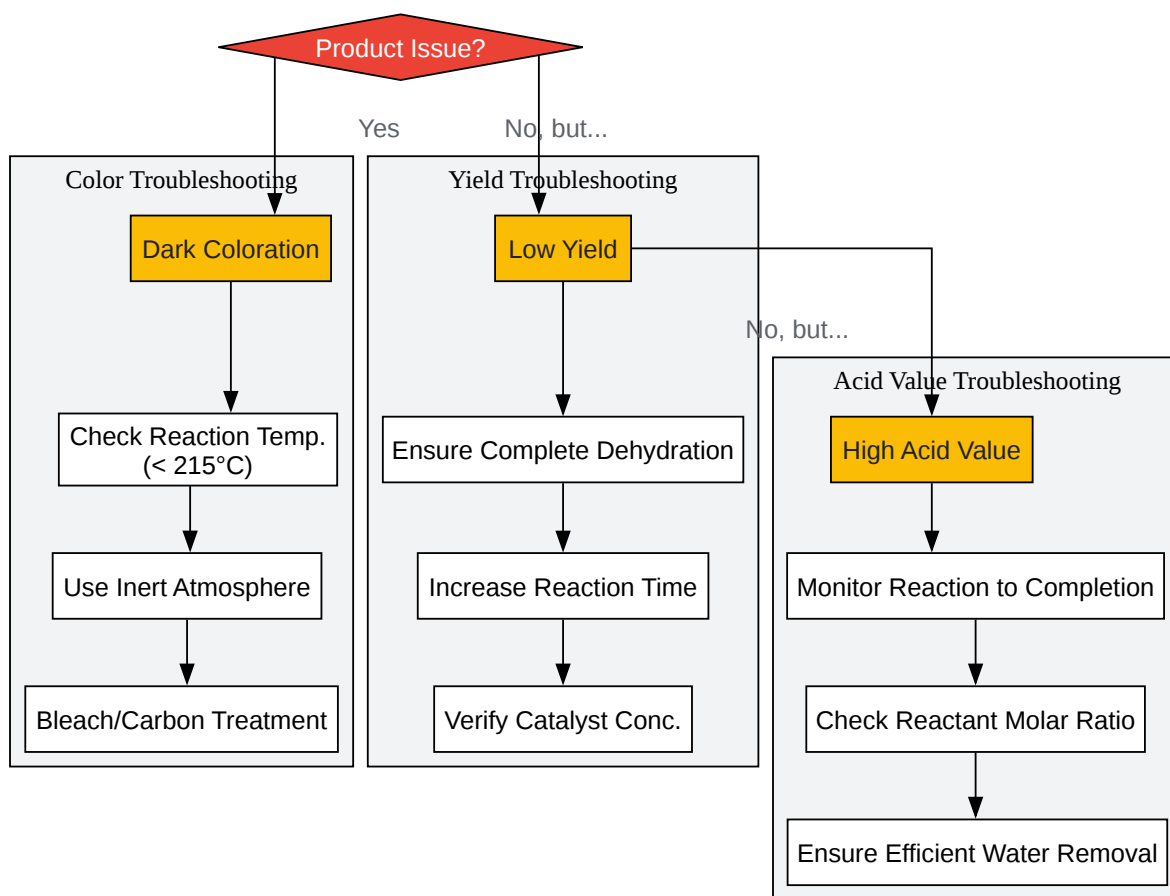 Product Issue?
Yes
No, but...
Color Troubleshooting
Yield Troubleshooting
Dark Coloration
Low Yield
No, but...
Acid Value Troubleshooting
Check Reaction Temp.
(< 215°C)
Ensure Complete Dehydration
High Acid Value
Use Inert Atmosphere
Increase Reaction Time
Monitor Reaction to Completion
Bleach/Carbon Treatment
Verify Catalyst Conc.
Check Reactant Molar Ratio
Ensure Efficient Water Removal